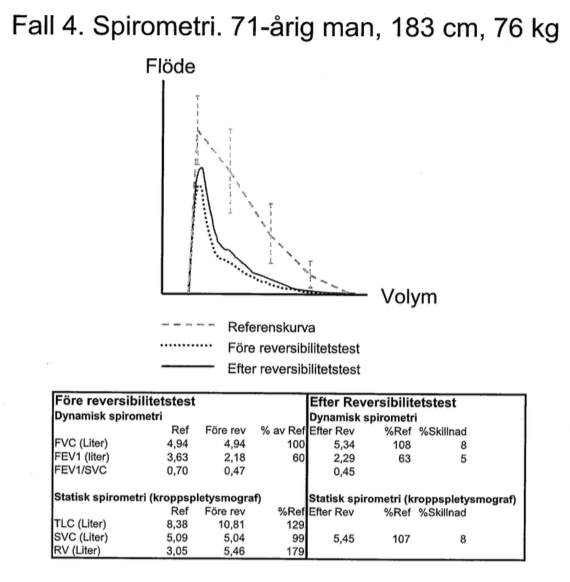 Fall 4. Spirometri. 71-årig man, 183 cm, 76 kg
Flöde
Volym
Referenskurva
Före reversibilitetstest
Efter reversibilitetstest
Före reversibilitetstest Efter Reversibilitetstest
Dynamisk spirometri Dynamisk spirometri
Ref Före rev % av Ref Efter Rev %Ref %Skillnad
FVC (Liter) 4,94 4,94 100 5,34 108 8
FEV1 (liter) 3,63 2,18 60 2,29 63 5
FEV1/SVC 0,70 0,47 0,45
Statisk spirometri (kroppspletysmograf) Statisk spirometri (kroppspletysmograf)
Ref Före rev %Ref Efter Rev %Ref %Skillnad
TLC (Liter) 8,38 10,81 129
SVC (Liter) 5,09 5,04 99 5,45 107 8
RV (Liter) 3,05 5,46 179